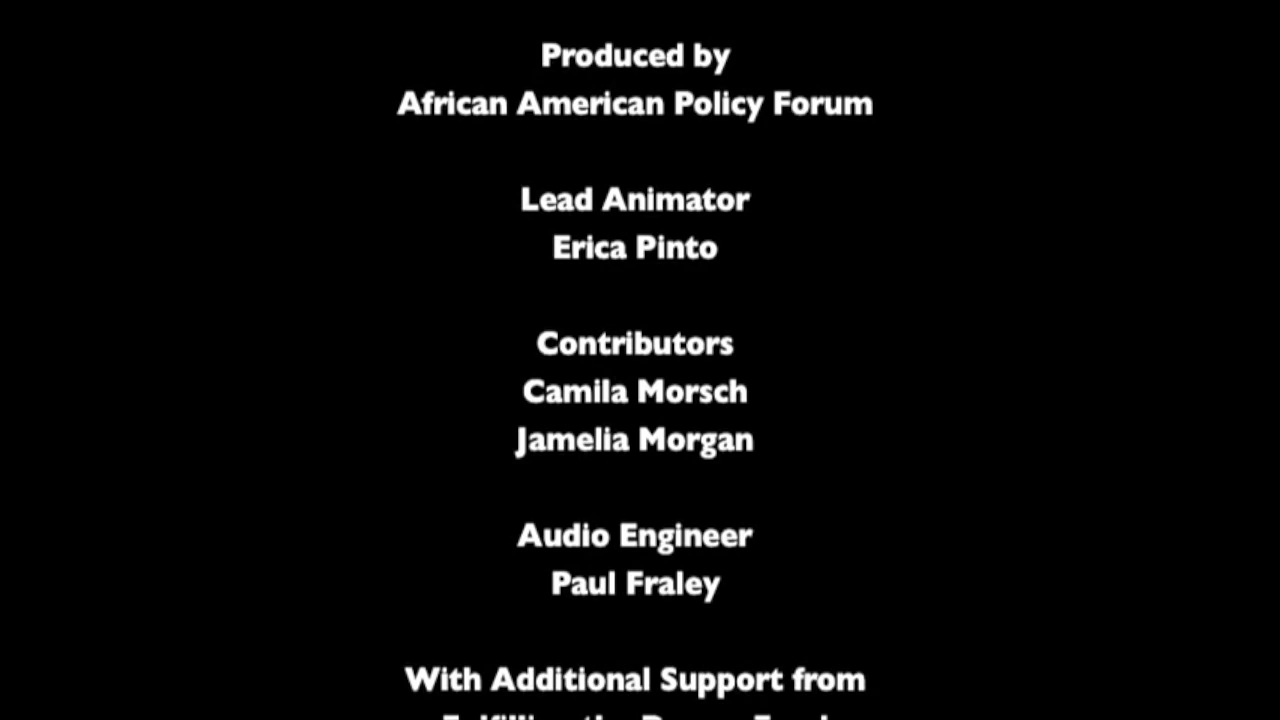 Produced by
African American Policy Forum
Lead Animator
Erica Pinto
Contributors
Camila Morsch
Jamelia Morgan
Audio Engineer
Paul Fraley
With Additional Support from